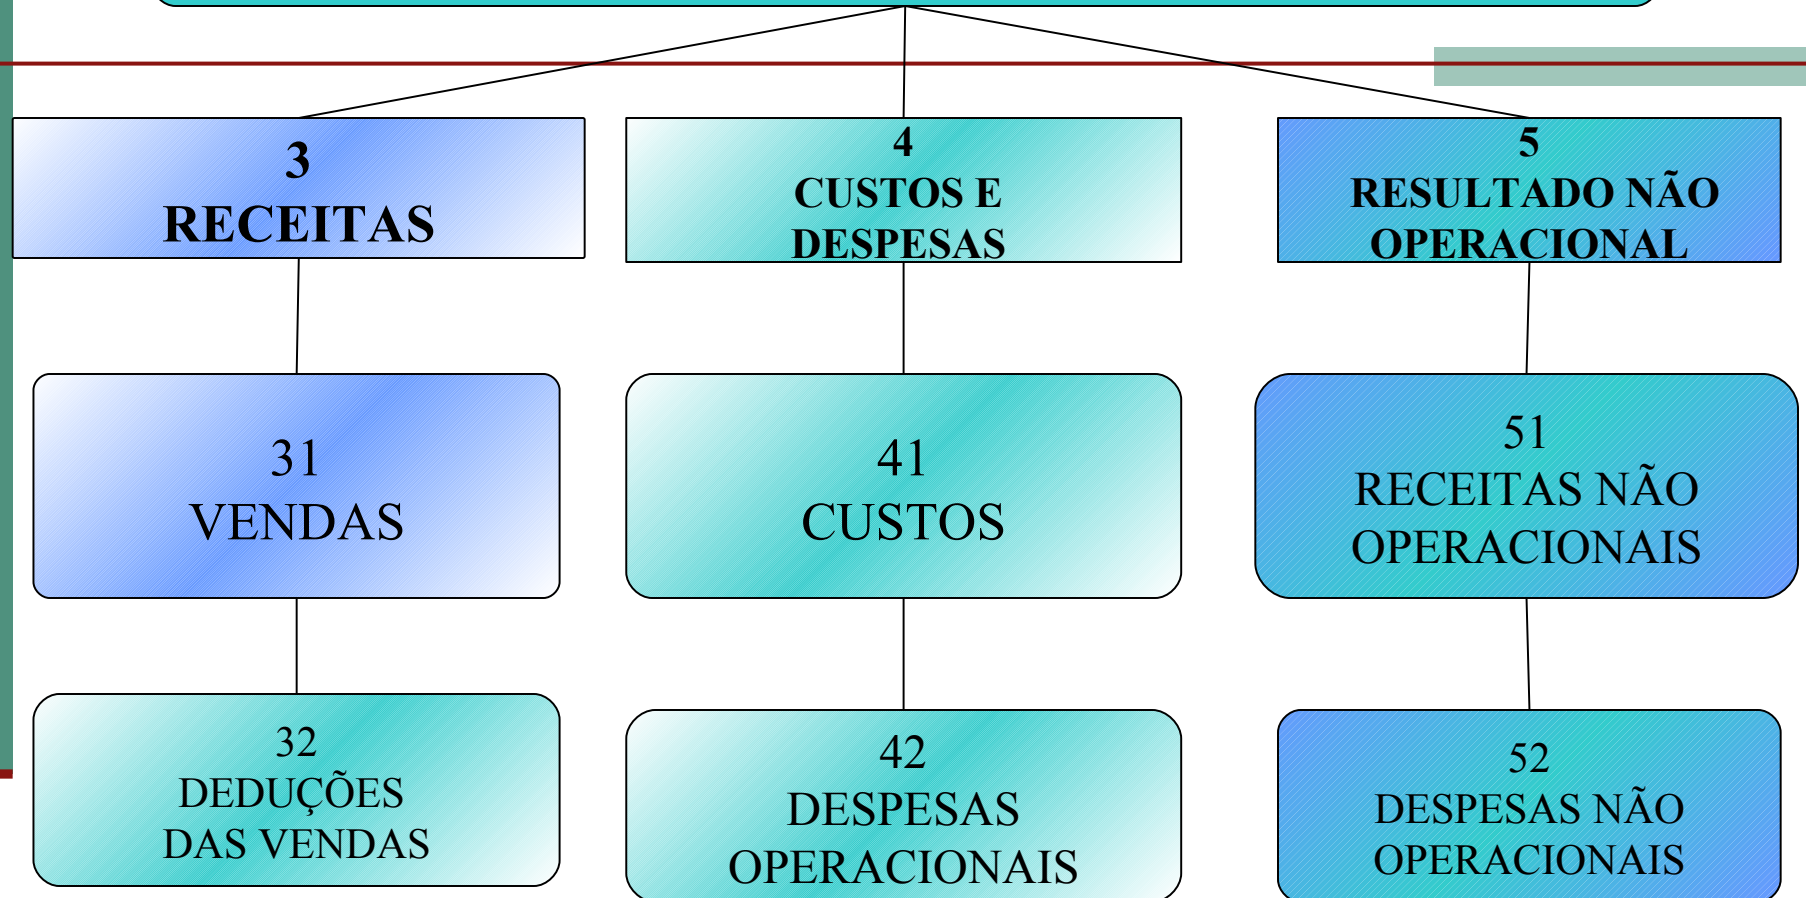 3
RECEITAS
4
CUSTOS E
DESPESAS
5
RESULTADO NÃO
OPERACIONAL
31
VENDAS
41
CUSTOS
51
RECEITAS NÃO
OPERACIONAIS
32
DEDUÇÕES
DAS VENDAS
42
DESPESAS
OPERACIONAIS
52
DESPESAS NÃO
OPERACIONAIS